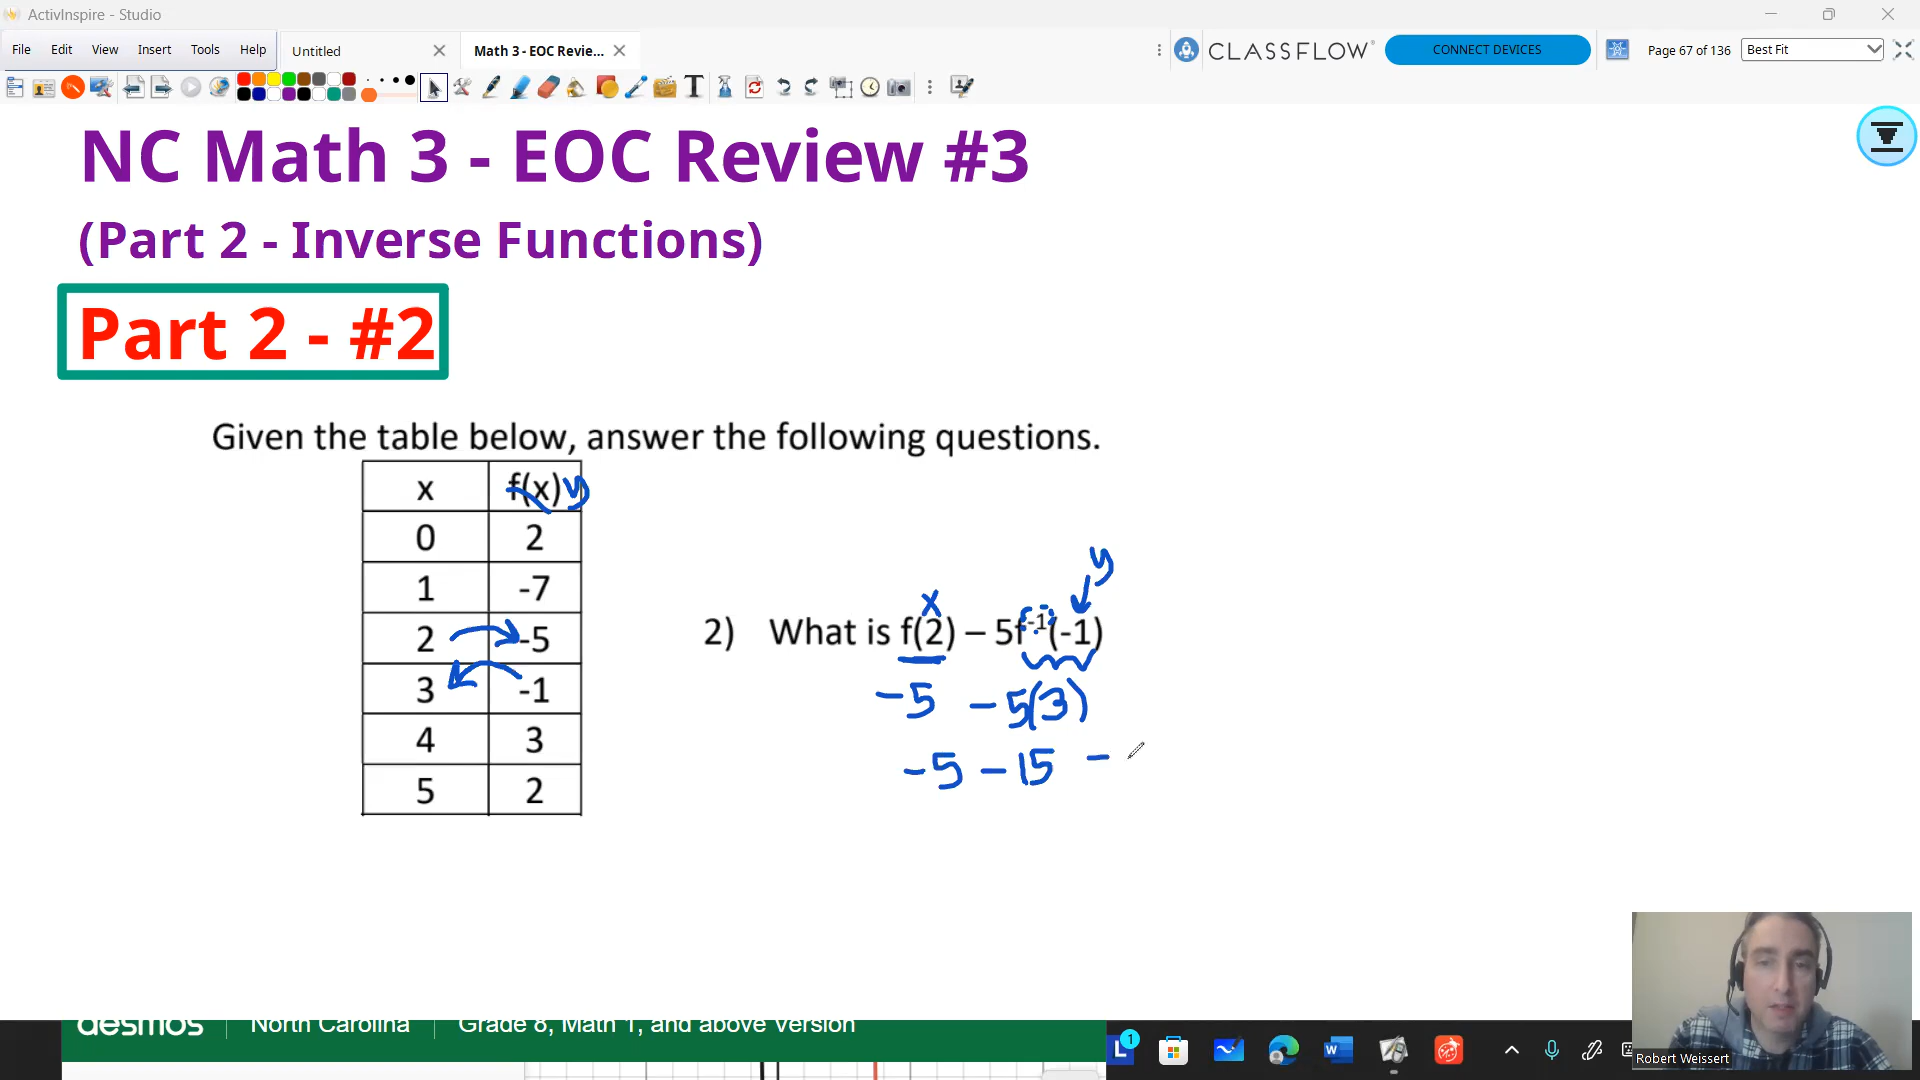 ActivInspire - Studio
File Edit View Insert Tools Help
Untitled
Math 3 - EOC Revie...
CLASSFLOW
CONNECT DEVICES
Page 67 of 136
Best Fit
NC Math 3 - EOC Review #3
(Part 2 - Inverse Functions)
Part 2 - #2
Given the table below, answer the following questions.
x f(x) y
0 2
1 -7
2 -5
3 -1
4 3
5 2
y
x
2) What is f(2) – 5f⁻¹(-1)
-5 - 5(3)
-5 - 15 -
desmos North Carolina Grade 8, Math 1, and above Version
1
Robert Weissert